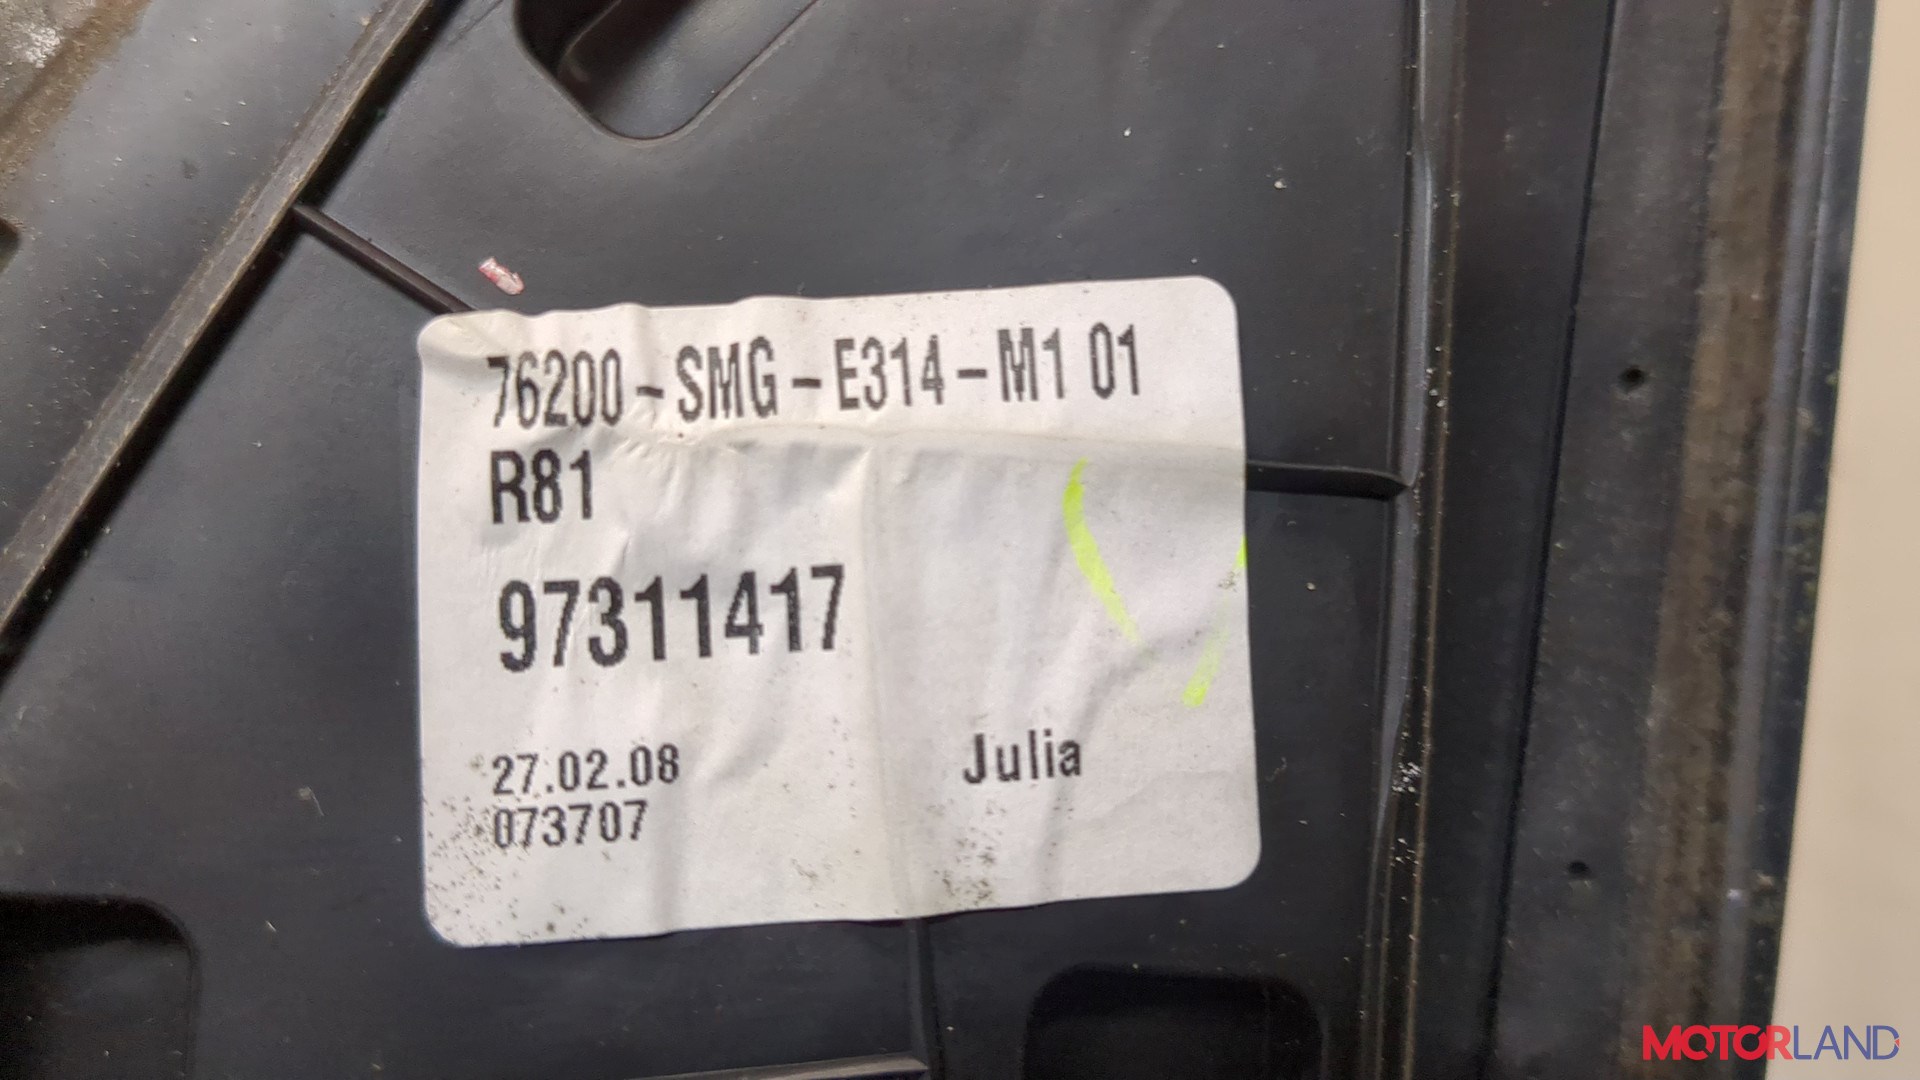 76200-SMG-E314-M1 01
R81
97311417
27.02.08
073707
Julia
MOTORLAND